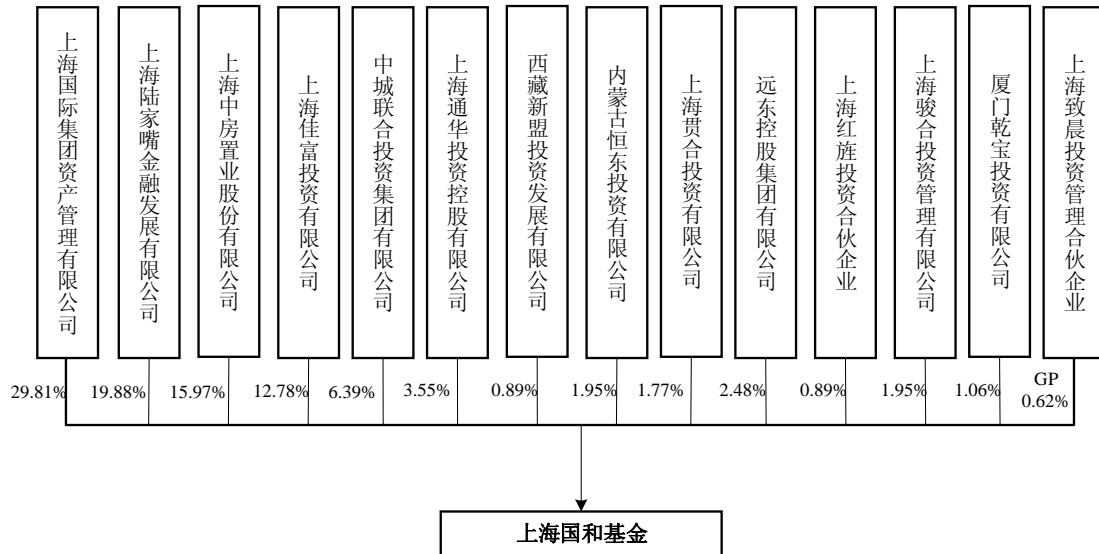 上海国际集团资产管理有限公司
上海陆家嘴金融发展有限公司
上海中房置业股份有限公司
上海佳富投资有限公司
中城联合投资集团有限公司
上海通华投资控股有限公司
西藏新盟投资发展有限公司
内蒙古恒东投资有限公司
上海贯合投资有限公司
远东控股集团有限公司
上海红旌投资合伙企业
上海骏合投资管理有限公司
厦门乾宝投资有限公司
上海致晨投资管理合伙企业
29.81%
19.88%
15.97%
12.78%
6.39%
3.55%
0.89%
1.95%
1.77%
2.48%
0.89%
1.95%
1.06%
GP
0.62%
上海国和基金